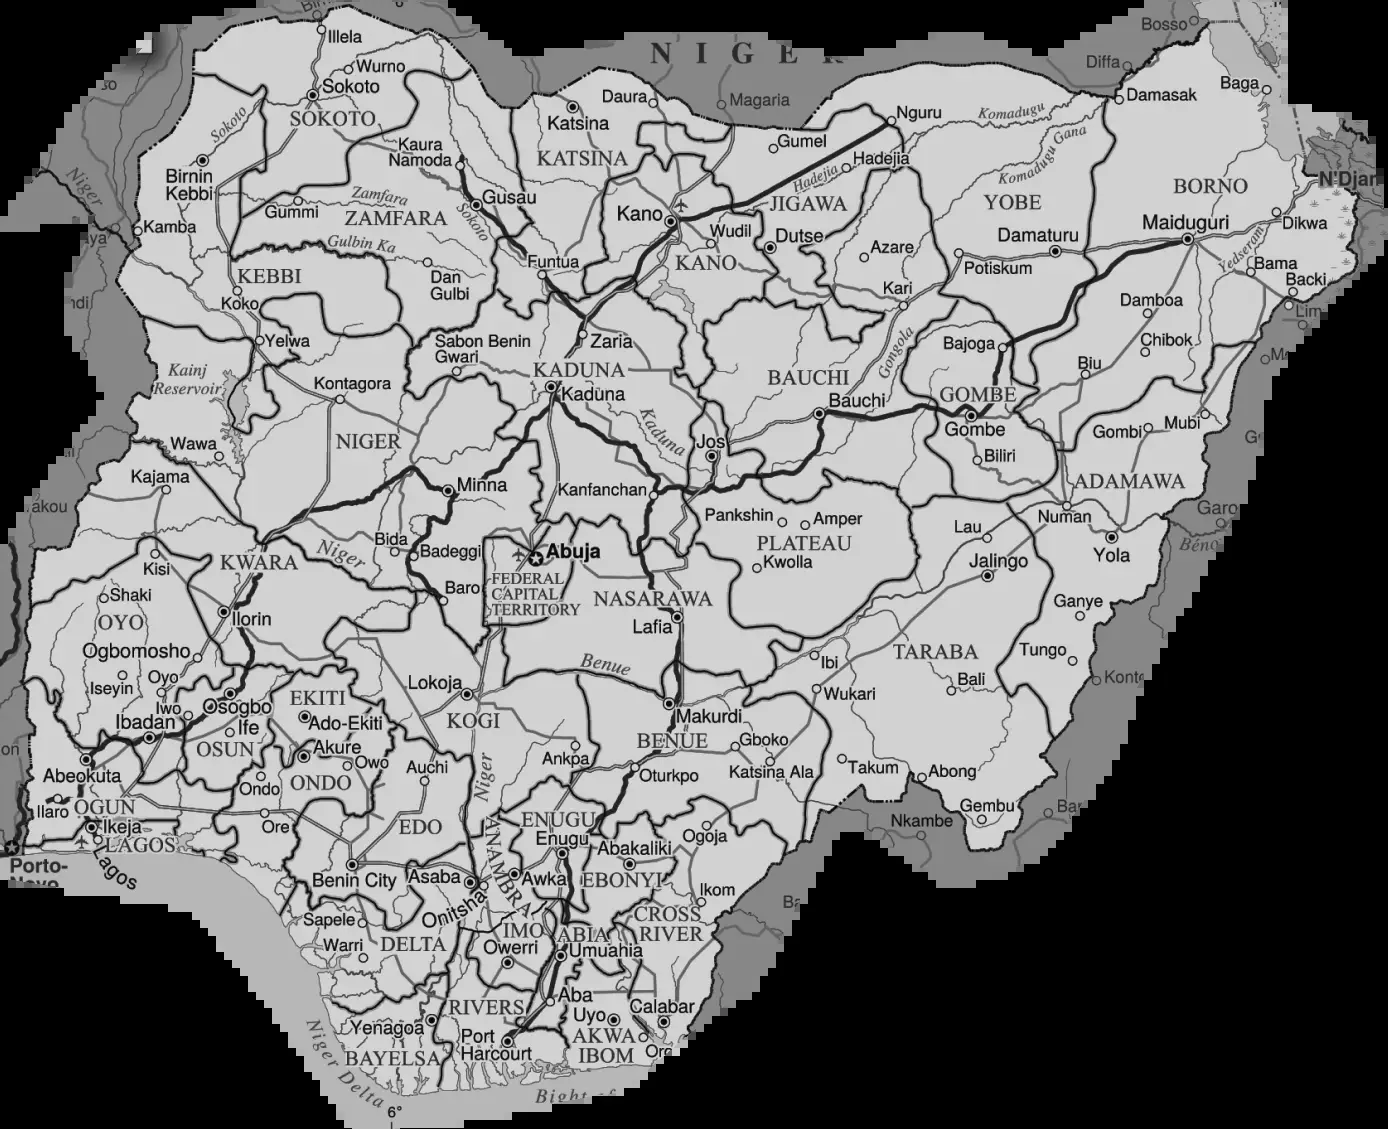 NIGER
Bosso
Illela
Diffa
Wurno
Baga
Sokoto
Daura
Damasak
Magaria
SOKOTO
Katsina
Nguru
Komadugu
Sokoto
Gumel
Komadugu Gana
Kaura
Namoda
KATSINA
Hadejia
Birnin
Kebbi
Hadejia
N'Djam
BORNO
Niger
Zamfara
Gusau
YOBE
Gummi
ZAMFARA
JIGAWA
Kano
Maiduguri
Dikwa
Kamba
Sokoto
Wudil
Dutse
Damaturu
Gulbin Ka
Azare
Yedseram
Funtua
KANO
Potiskum
Bama
KEBBI
Dan
Gulbi
Kari
Backi
Koko
Damboa
Lim
Yelwa
Sabon Benin
Gwari
Zaria
Gongola
Bajoga
Chibok
Kainj
Reservoir
Kontagora
KADUNA
Kaduna
BAUCHI
Biu
GOMBE
Bauchi
Kaduna
Gombe
Mubi
Gombi
Wawa
NIGER
Jos
Biliri
Kajama
Minna
Kanfanchan
ADAMAWA
ákou
Pankshin
Amper
Numan
Garo
Lau
Bida
Badeggi
Abuja
PLATEAU
Yola
Béno
KWARA
Niger
Kisi
Kwolla
Jalingo
FEDERAL
CAPITAL
TERRITORY
Shaki
Baro
NASARAWA
Ganye
OYO
Ilorin
Lafia
Ogbomosho
TARABA
Tungo
Benue
Ibi
Oyo
Iseyin
Lokoja
Bali
Konte
EKITI
Wukari
Iwo
Osogbo
Ado-Ekiti
KOGI
Makurdi
Ibadan
Ife
OSUN
Akure
BENUE
Gboko
Owo
Ankpa
Abeokuta
Auchi
Oturkpo
Katsina Ala
Takum
Abong
Niger
Ondo
ONDO
Ilaro
OGUN
Gembu
Ikeja
Ore
EDO
ENUGU
Enugu
Nkambe
Ogoja
LAGOS
ANAMBRA
Abakaliki
Porto-
Novo
Lagos
Benin City
Asaba
Awka
EBONYI
Ikom
Onitsha
Sapele
CROSS
RIVER
IMO
ABIA
Warri
DELTA
Owerri
Umuahia
RIVERS
Aba
Calabar
Uyo
Yenagoa
Port
Harcourt
AKWA
IBOM
BAYELSA
Niger Delta
Bight of
6°